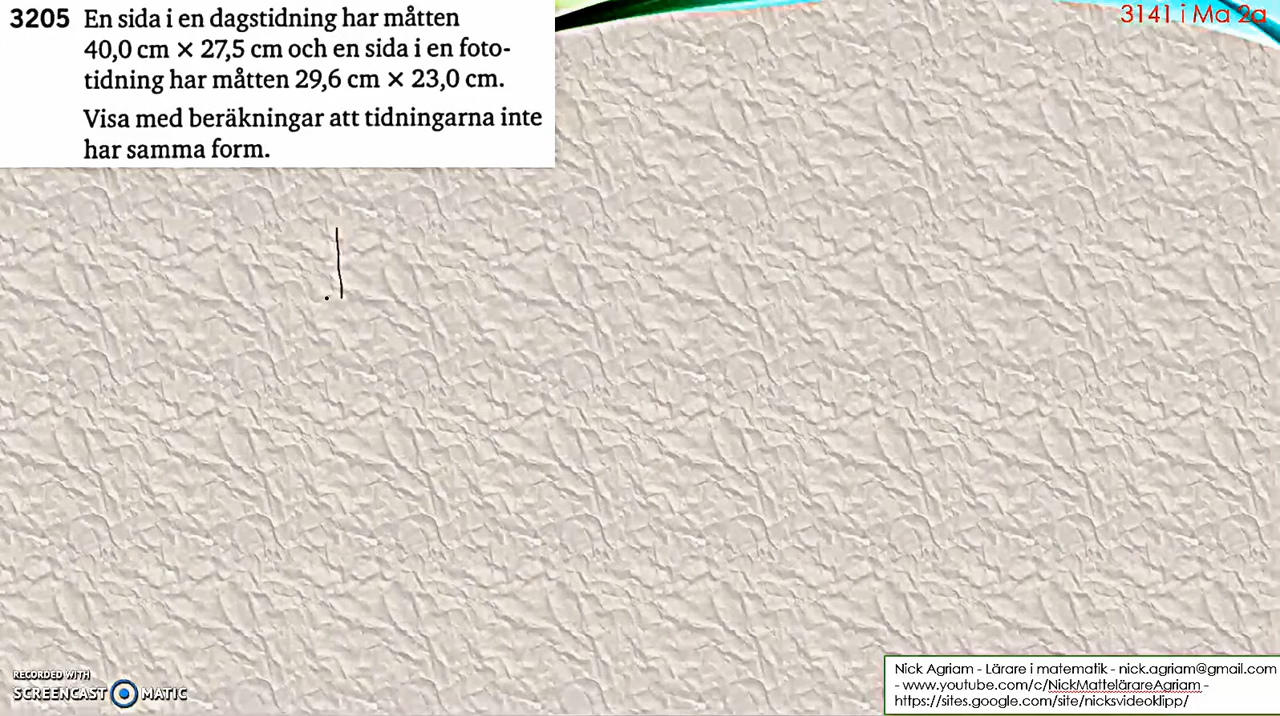 3205 En sida i en dagstidning har måtten
40,0 cm × 27,5 cm och en sida i en foto-
tidning har måtten 29,6 cm × 23,0 cm.
Visa med beräkningar att tidningarna inte
har samma form.
3141 i Ma 2a
RECORDED WITH
SCREENCAST MATIC
Nick Agriam - Lärare i matematik - nick.agriam@gmail.com
- www.youtube.com/c/NickMattelärareAgriam -
https://sites.google.com/site/nicksvideoklipp/